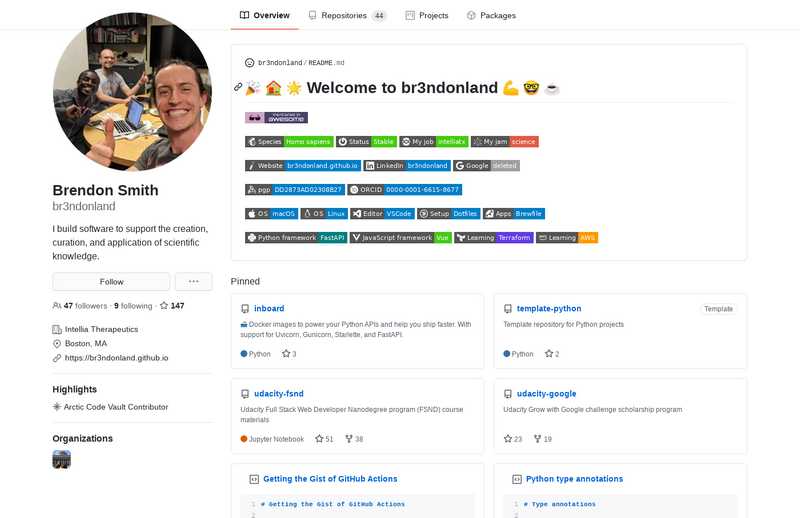 Overview
Repositories 44
Projects
Packages
br3ndonland / README.md
🎉 🏠 🌟 Welcome to br3ndonland 💪 🤓 ☕
mentioned in awesome
Species Homo sapiens Status Stable My job intelliatx My jam science
Website br3ndonland.github.io LinkedIn br3ndonland Google deleted
pgp DD2873AD02308B27 ORCID 0000-0001-6615-8677
OS macOS OS Linux Editor VSCode Setup Dotfiles Apps Brewfile
Python framework FastAPI JavaScript framework Vue Learning Terraform Learning AWS
Brendon Smith
br3ndonland
I build software to support the creation,
curation, and application of scientific
knowledge.
Follow ...
47 followers · 9 following · 147
Intellia Therapeutics
Boston, MA
https://br3ndonland.github.io
Highlights
Arctic Code Vault Contributor
Organizations
Pinned
inboard
🚢 Docker images to power your Python APIs and help you ship faster. With
support for Uvicorn, Gunicorn, Starlette, and FastAPI.
Python 3
template-python Template
Template repository for Python projects
Python 2
udacity-fsnd
Udacity Full Stack Web Developer Nanodegree program (FSND) course
materials
Jupyter Notebook 51 38
udacity-google
Udacity Grow with Google challenge scholarship program
23 19
Getting the Gist of GitHub Actions
1 # Getting the Gist of GitHub Actions
2
Python type annotations
1 # Type annotations
2